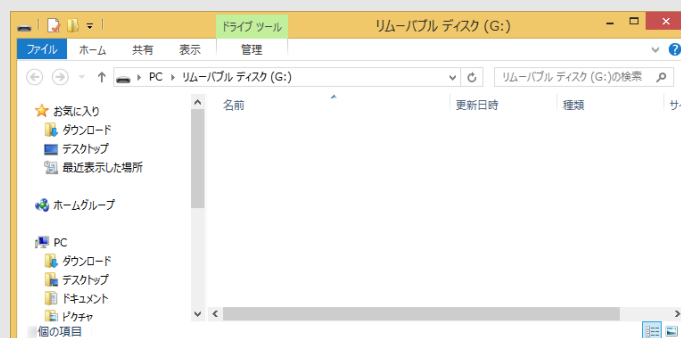 ドライブ ツール
リムーバブル ディスク (G:)
ファイル ホーム 共有 表示 管理
PC リムーバブル ディスク (G:) リムーバブル ディスク (G:)の検索
名前 更新日時 種類 サ
お気に入り
ダウンロード
デスクトップ
最近表示した場所
ホームグループ
PC
ダウンロード
デスクトップ
ドキュメント
ピクチャ
個の項目